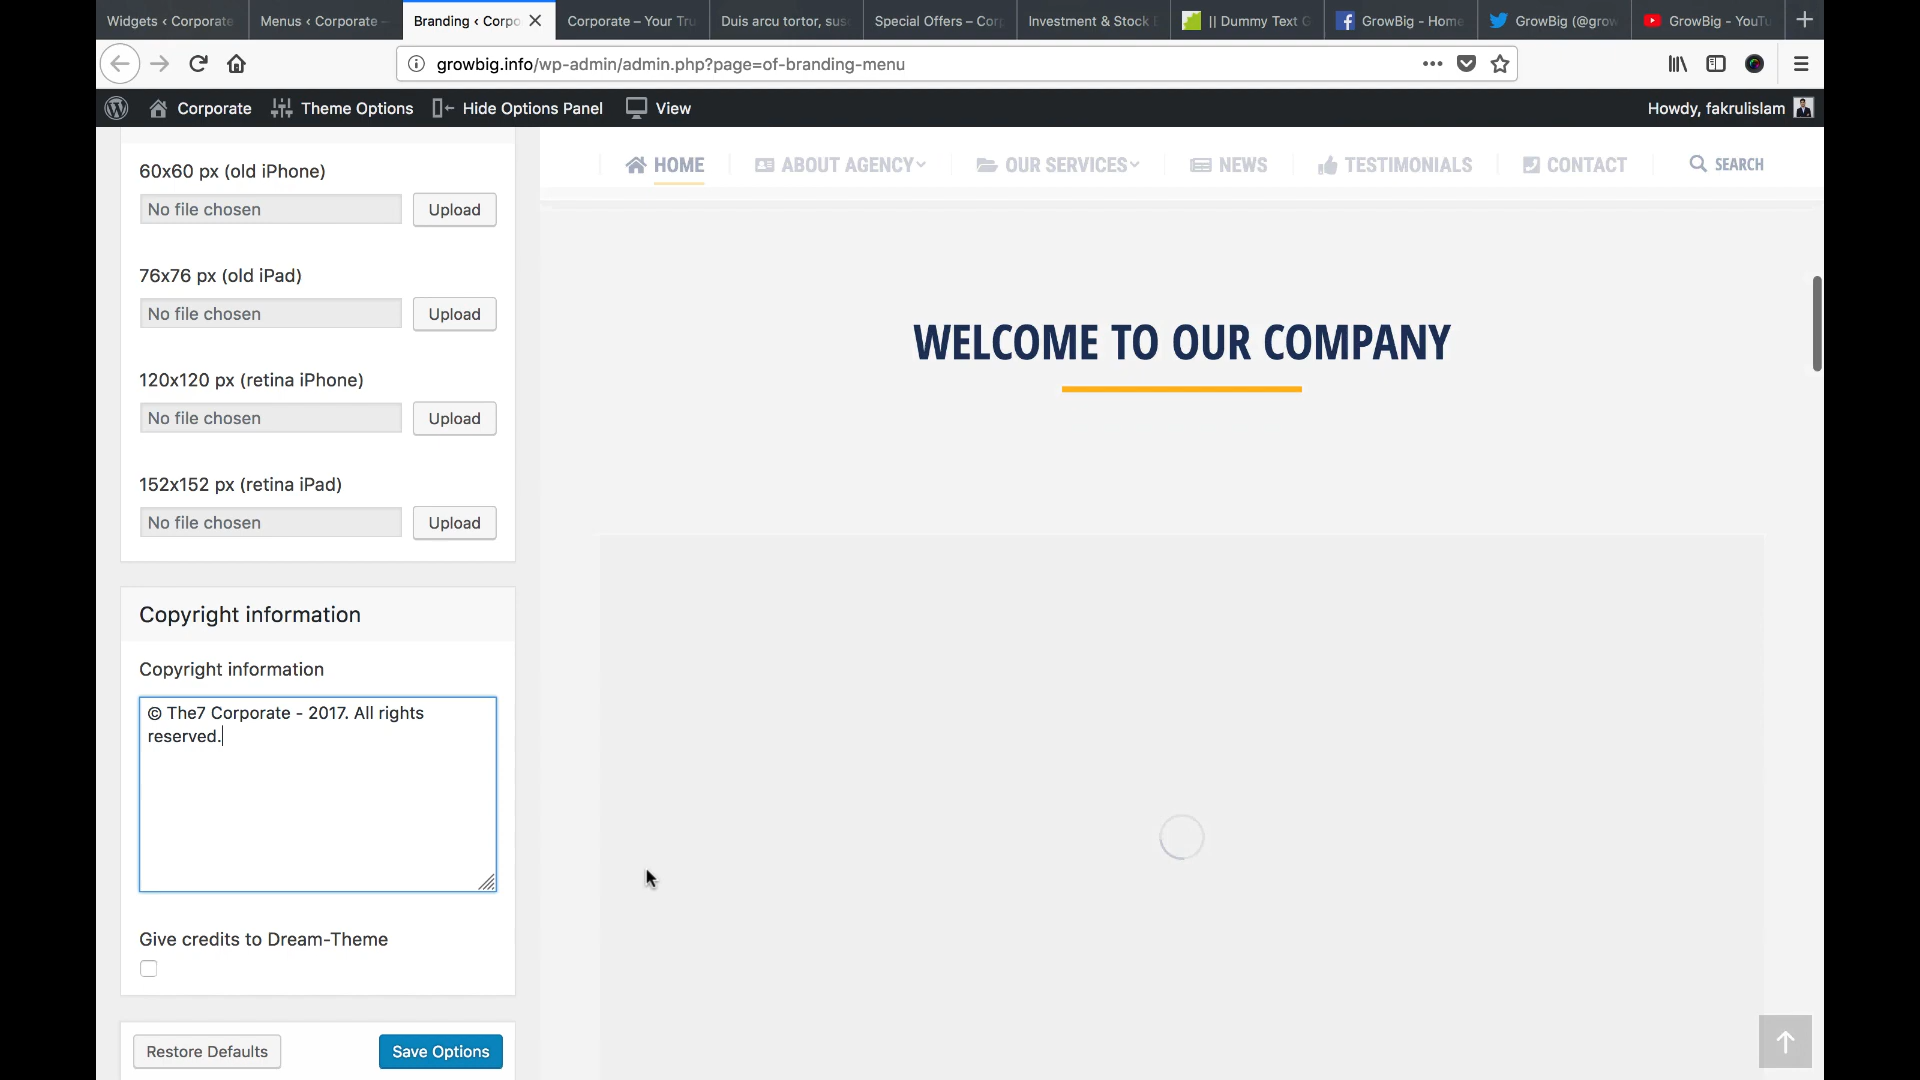 Widgets ‹ Corporate
Menus ‹ Corporate –
Branding ‹ Corpo
Corporate – Your Tru
Duis arcu tortor, sus
Special Offers – Corp
Investment & Stock
|| Dummy Text G
GrowBig - Home
GrowBig (@grow
GrowBig - YouTu
growbig.info/wp-admin/admin.php?page=of-branding-menu
Corporate
Theme Options
Hide Options Panel
View
Howdy, fakrulislam
60x60 px (old iPhone)
No file chosen
Upload
76x76 px (old iPad)
No file chosen
Upload
120x120 px (retina iPhone)
No file chosen
Upload
152x152 px (retina iPad)
No file chosen
Upload
Copyright information
Copyright information
© The7 Corporate - 2017. All rights
reserved.
Give credits to Dream-Theme
Restore Defaults
Save Options
HOME
ABOUT AGENCY
OUR SERVICES
NEWS
TESTIMONIALS
CONTACT
SEARCH
WELCOME TO OUR COMPANY